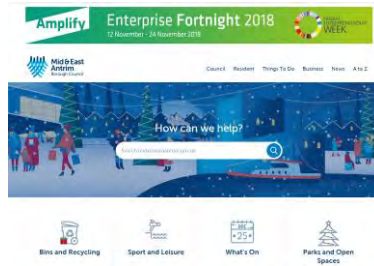 Amplify
Enterprise Fortnight 2018
12 November - 24 November 2018
WEEK
Mid & East
Antrim
Borough Council
Council Resident Things To Do Business News A to Z
How can we help?
Bins and Recycling
Sport and Leisure
25
What's On
Parks and Open
Spaces